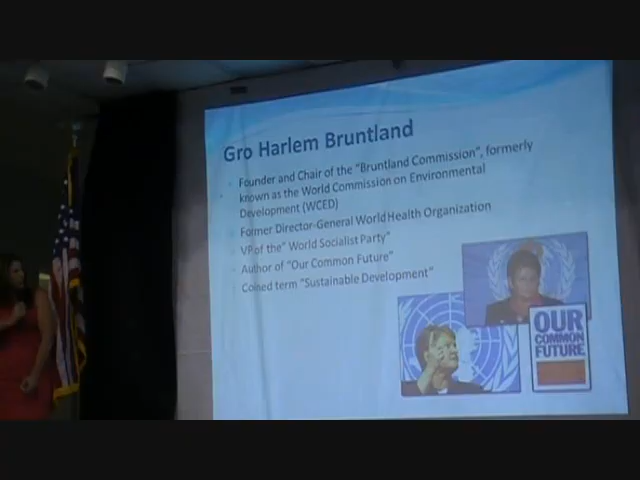 Gro Harlem Bruntland
Founder and Chair of the "Bruntland Commission", formerly
known as the World Commission on Environmental
Development (WCED)
Former Director-General World Health Organization
VP of the" World Socialist Party"
Author of "Our Common Future"
Coined term "Sustainable Development"
OUR
COMMON
FUTURE